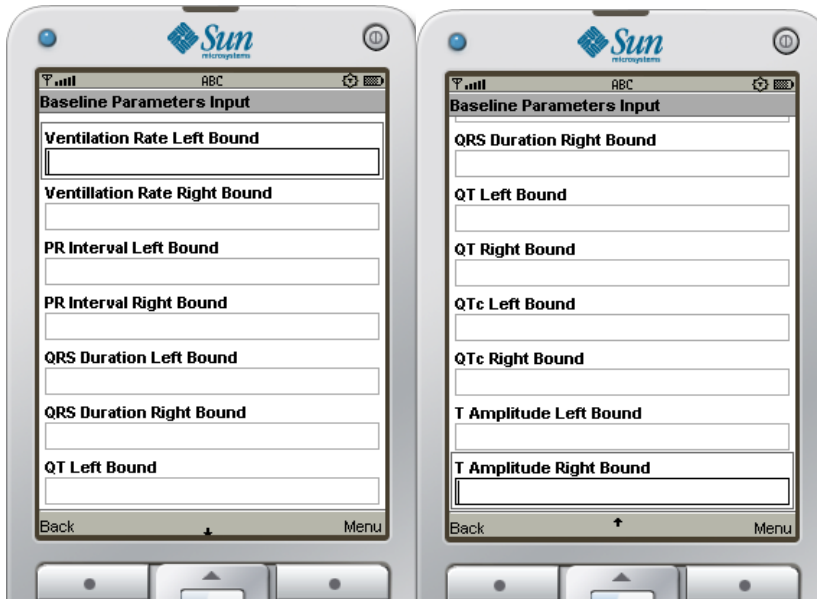 Sun
microsystems
ABC
Baseline Parameters Input
Ventilation Rate Left Bound
Ventillation Rate Right Bound
PR Interval Left Bound
PR Interval Right Bound
QRS Duration Left Bound
QRS Duration Right Bound
QT Left Bound
Back Menu
Sun
microsystems
ABC
Baseline Parameters Input
QRS Duration Right Bound
QT Left Bound
QT Right Bound
QTc Left Bound
QTc Right Bound
T Amplitude Left Bound
T Amplitude Right Bound
Back Menu